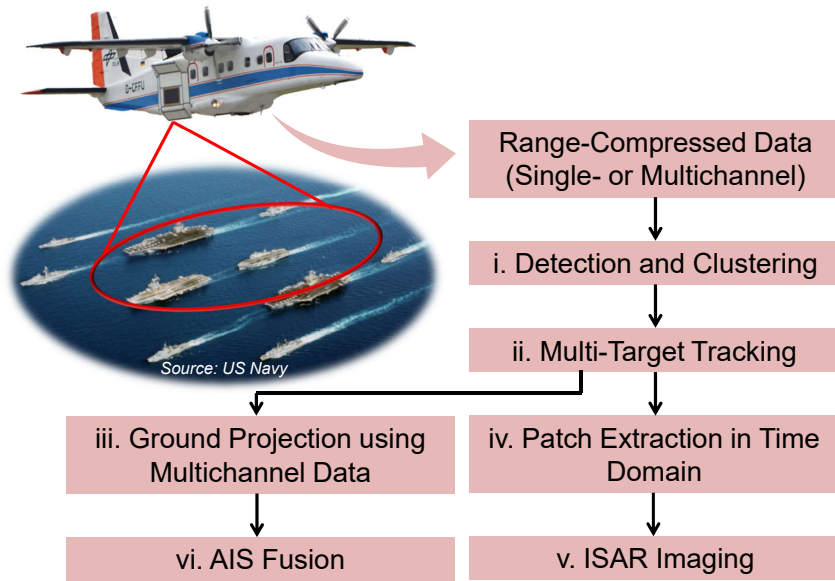 D-CFFU
Range-Compressed Data
(Single- or Multichannel)
i. Detection and Clustering
ii. Multi-Target Tracking
Source: US Navy
iii. Ground Projection using
Multichannel Data
iv. Patch Extraction in Time
Domain
vi. AIS Fusion
v. ISAR Imaging